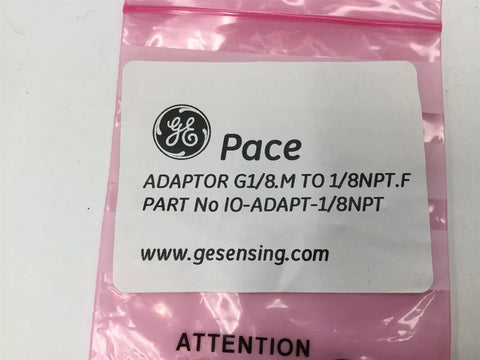 GE Pace
ADAPTOR G1/8.M TO 1/8NPT.F
PART No IO-ADAPT-1/8NPT
www.gesensing.com
ATTENTION